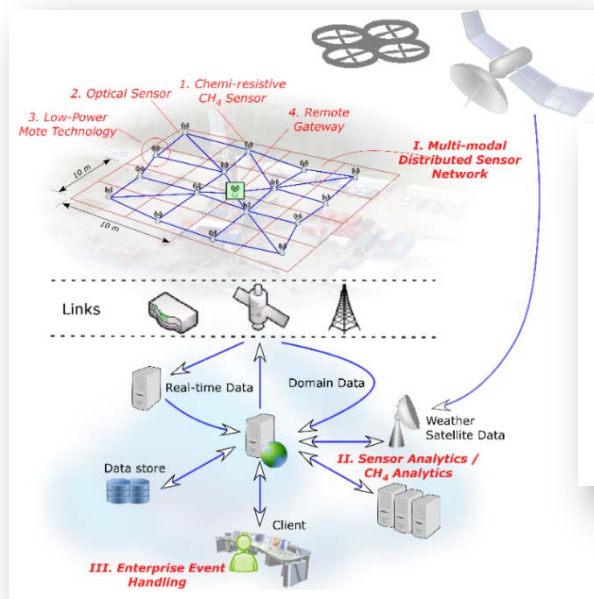 1. Chemi-resistive
CH4 Sensor
2. Optical Sensor
3. Low-Power
Mote Technology
4. Remote
Gateway
I. Multi-modal
Distributed Sensor
Network
10 m
10 m
Links
Real-time Data
Domain Data
Weather
Satellite Data
II. Sensor Analytics /
CH4 Analytics
Data store
Client
III. Enterprise Event
Handling